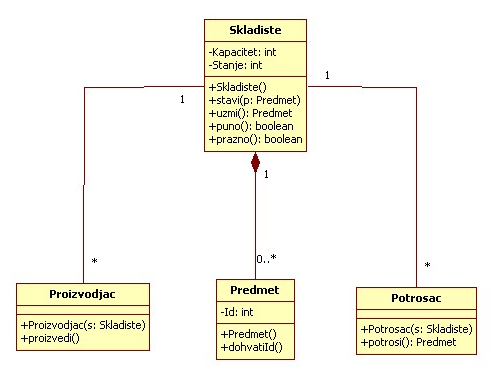 Skladiste
-Kapacitet: int
-Stanje: int
+Skladiste()
+stavi(p: Predmet)
+uzmi(): Predmet
+puno(): boolean
+prazno(): boolean
1
1
1
*
0..*
*
Proizvodjac
+Proizvodjac(s: Skladiste)
+proizvedi()
Predmet
-Id: int
+Predmet()
+dohvatiId()
Potrosac
+Potrosac(s: Skladiste)
+potrosi(): Predmet